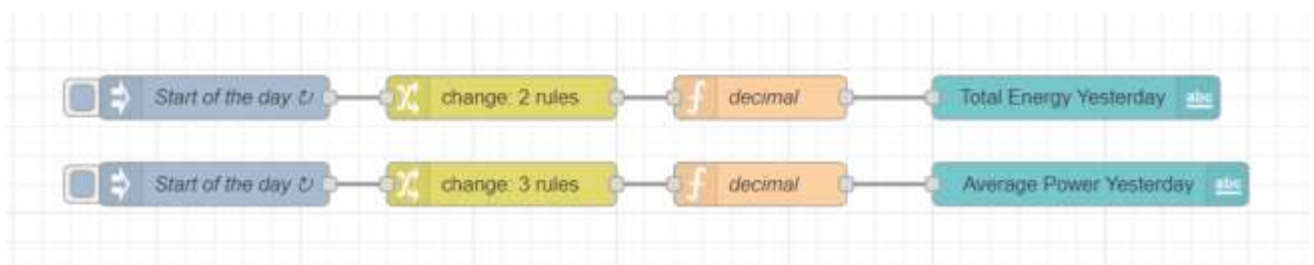 Start of the day ↻ change: 2 rules decimal Total Energy Yesterday abc
Start of the day ↻ change: 3 rules decimal Average Power Yesterday abc